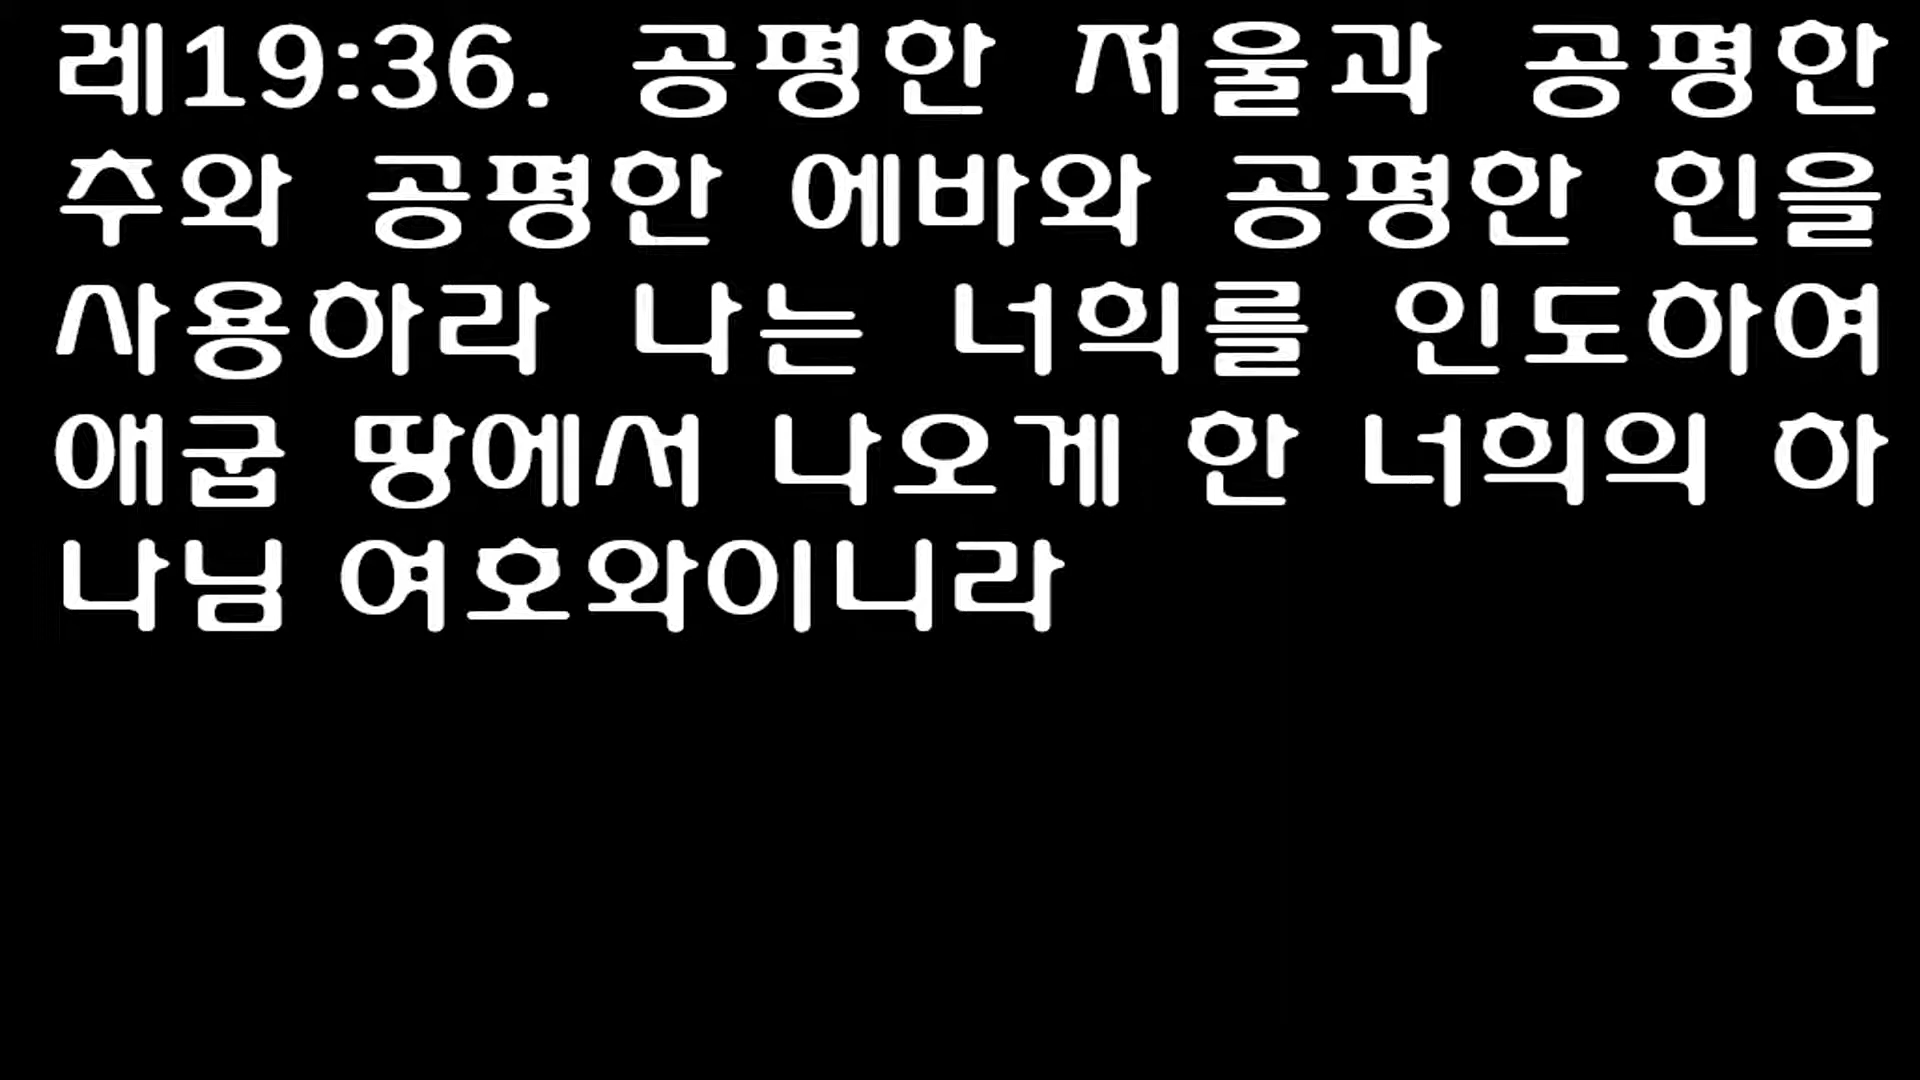 레19:36. 공평한 저울과 공평한
추와 공평한 에바와 공평한 힌을
사용하라 나는 너희를 인도하여
애굽 땅에서 나오게 한 너희의 하
나님 여호와이니라